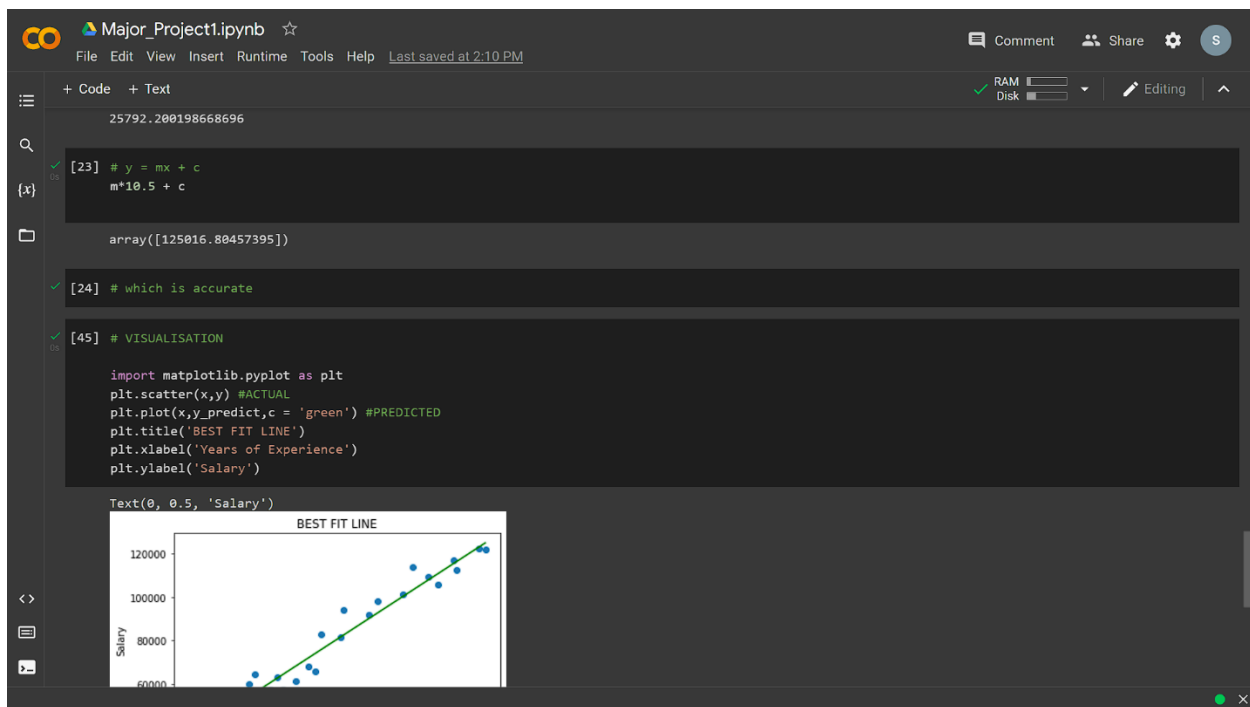 Major_Project1.ipynb
Comment
Share
S
File Edit View Insert Runtime Tools Help Last saved at 2:10 PM
+ Code + Text
RAM
Disk
Editing
25792.200198668696
{x}
0s
[23] # y = mx + c
m*10.5 + c
array([125016.80457395])
[24] # which is accurate
0s
[45] # VISUALISATION
import matplotlib.pyplot as plt
plt.scatter(x,y) #ACTUAL
plt.plot(x,y_predict,c = 'green') #PREDICTED
plt.title('BEST FIT LINE')
plt.xlabel('Years of Experience')
plt.ylabel('Salary')
Text(0, 0.5, 'Salary')
BEST FIT LINE
120000
100000
80000
60000
Salary